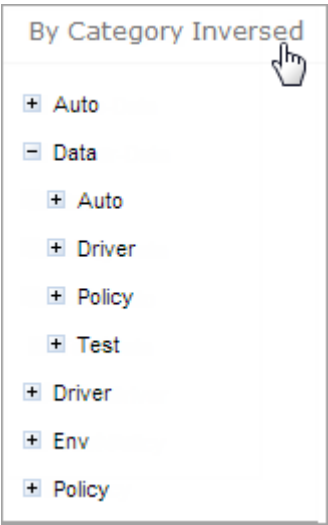 By Category Inversed
Auto
Data
Auto
Driver
Policy
Test
Driver
Env
Policy